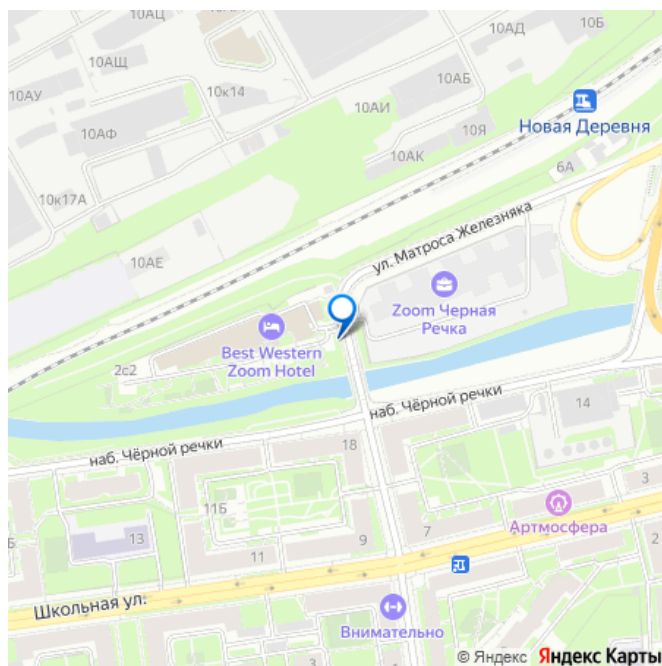 10АЦ
10АД
10Б
10АЩ
10к14
10АБ
10АУ
10АИ
10Я
Новая Деревня
10АФ
10АК
6А
10к17А
ул. Матроса Железняка
10АЕ
Zoom Черная
Речка
Best Western
Zoom Hotel
2с2
наб. Чёрной речки
14
наб. Чёрной речки
18
11Б
3
7
Артмосфера
Б
13
9
2
11
Школьная ул.
Внимательно
© Яндекс Яндекс Карты